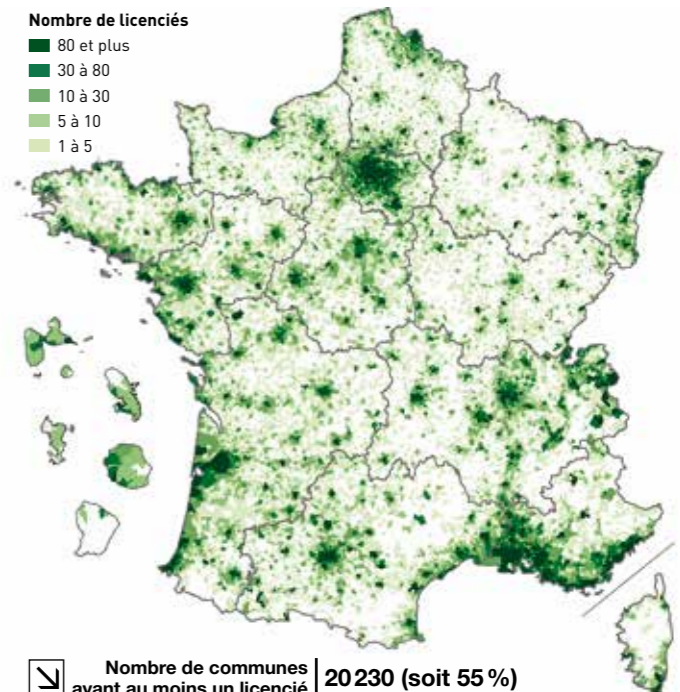 Nombre de licenciés
80 et plus
30 à 80
10 à 30
5 à 10
1 à 5
Nombre de communes
ayant au moins un licencié
20 230 (soit 55 %)